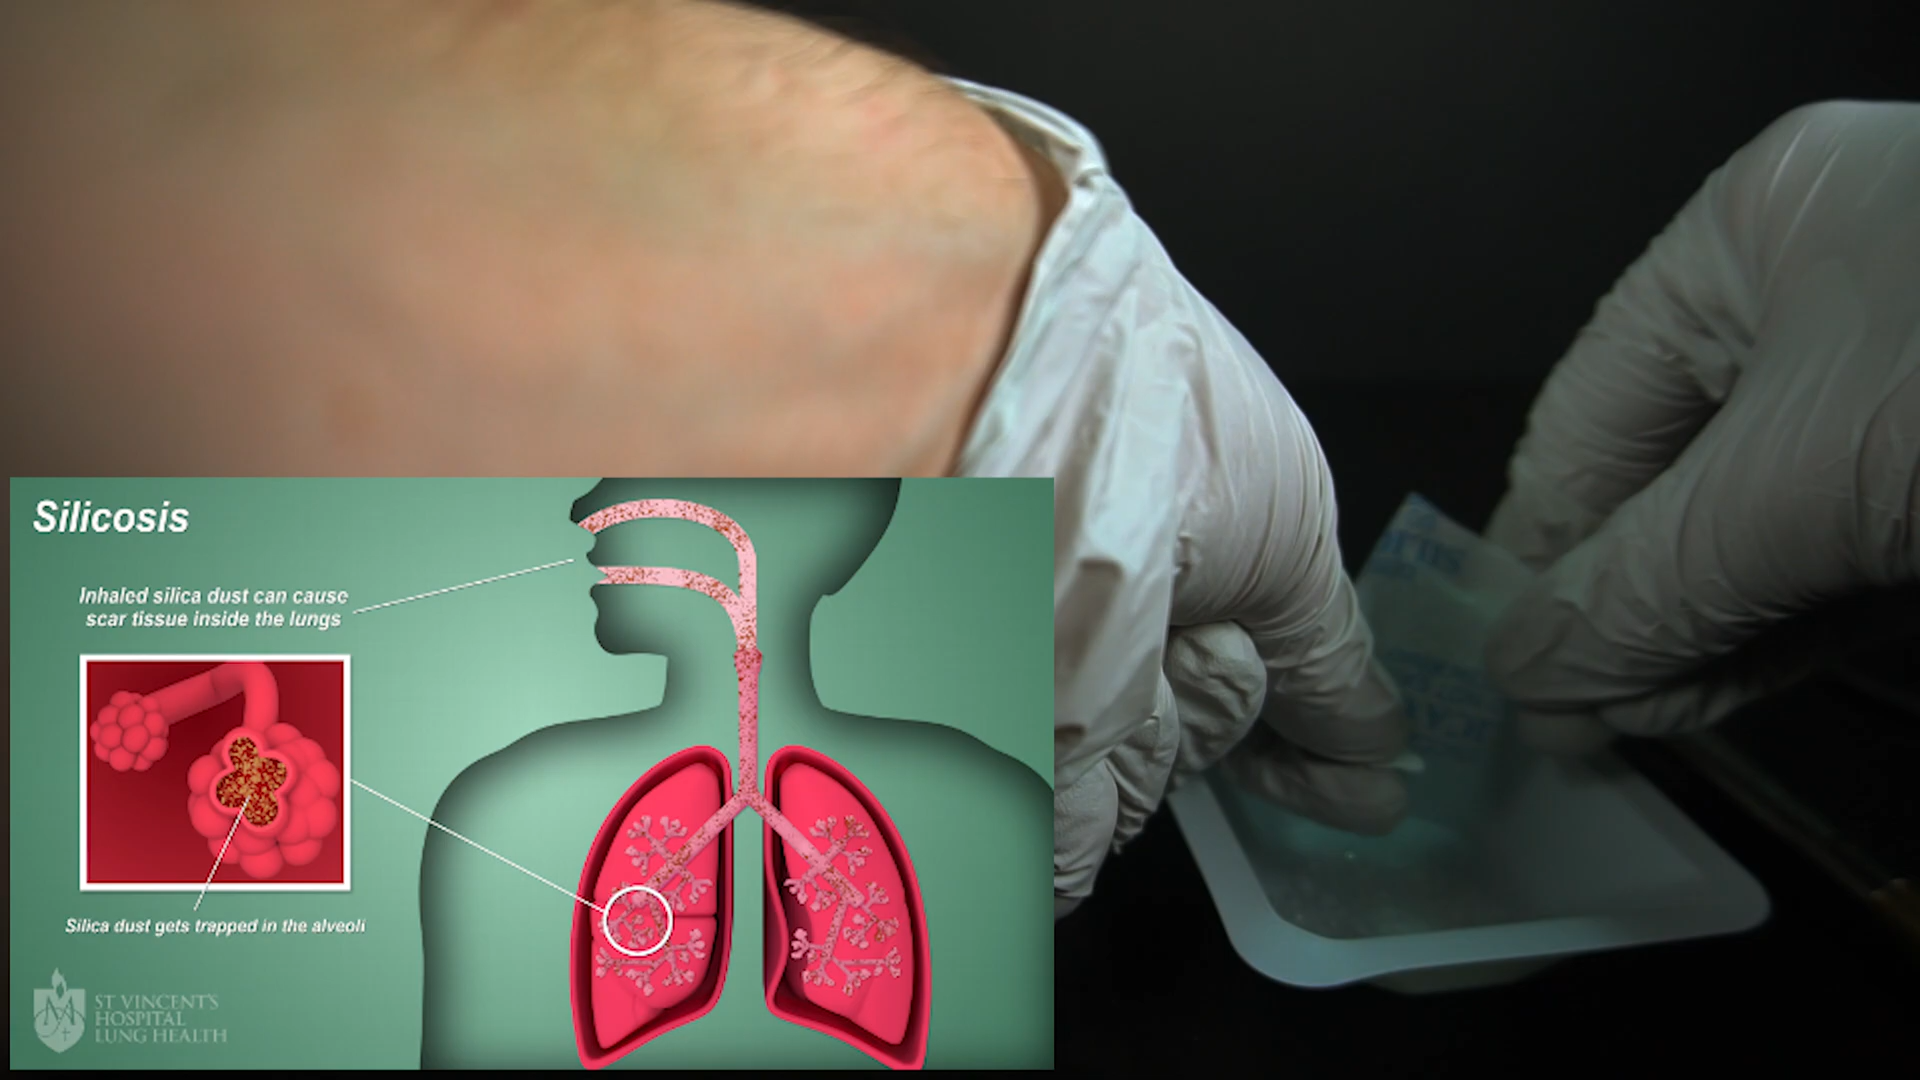 Silicosis
Inhaled silica dust can cause
scar tissue inside the lungs
Silica dust gets trapped in the alveoli
ST VINCENT'S
HOSPITAL
LUNG HEALTH